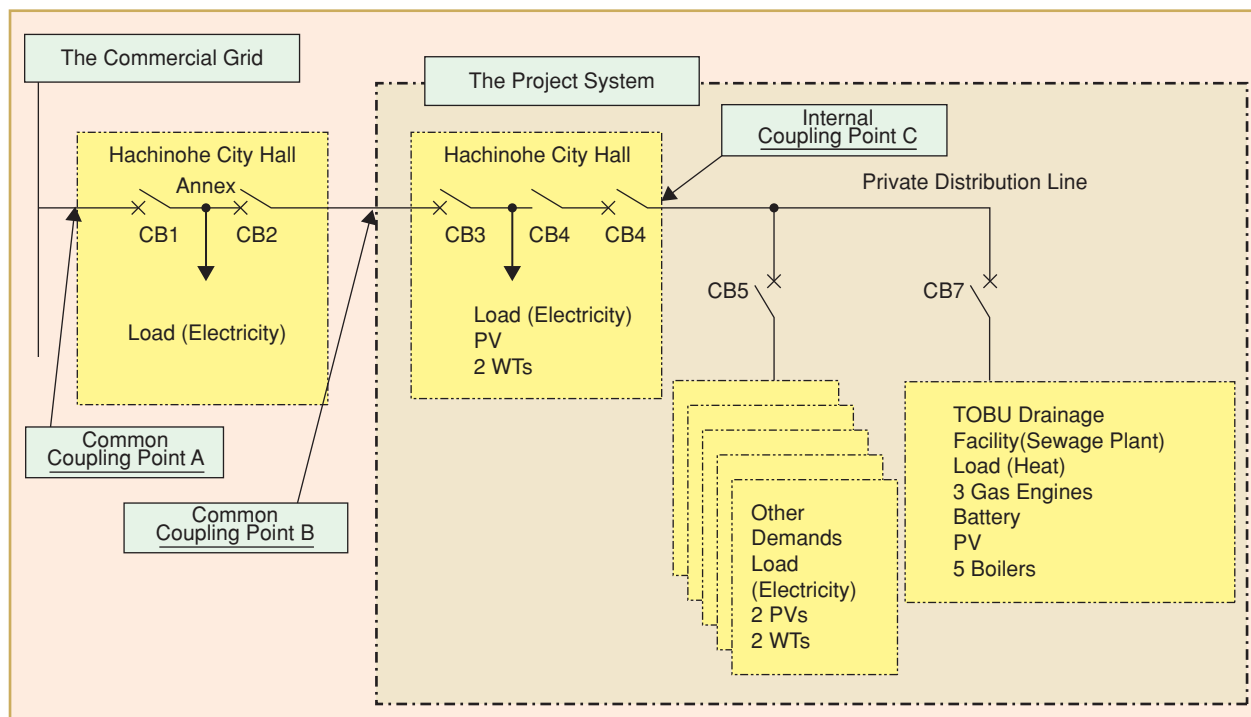 The Commercial Grid
The Project System
Internal
Coupling Point C
Hachinohe City Hall
Annex
CB1
CB2
Load (Electricity)
Hachinohe City Hall
CB3
CB4
CB4
Load (Electricity)
PV
2 WTs
Private Distribution Line
CB5
CB7
Common
Coupling Point A
Common
Coupling Point B
Other
Demands
Load
(Electricity)
2 PVs
2 WTs
TOBU Drainage
Facility(Sewage Plant)
Load (Heat)
3 Gas Engines
Battery
PV
5 Boilers